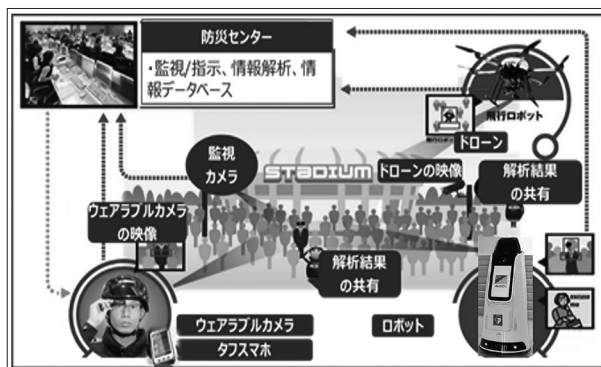 防災センター
・監視/指示、情報解析、情
報データベース
飛行ロボット
ドローン
監視
カメラ
STADIUM
ドローンの映像
解析結果
の共有
ウェアラブルカメラ
の映像
解析結果
の共有
ウェアラブルカメラ
タフスマホ
ロボット